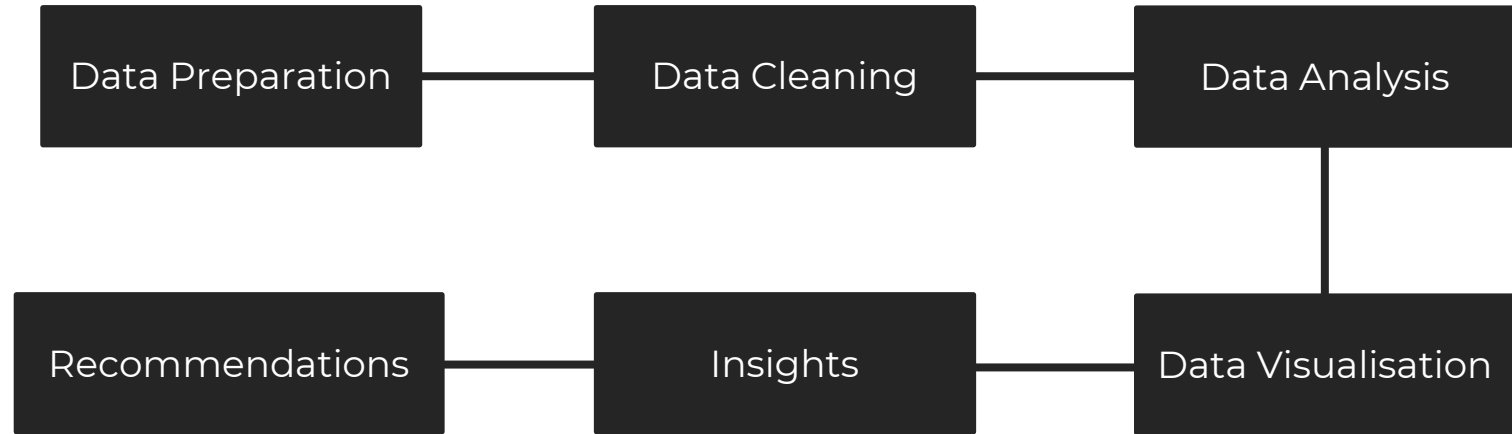 Data Preparation
Data Cleaning
Data Analysis
Data Visualisation
Insights
Recommendations